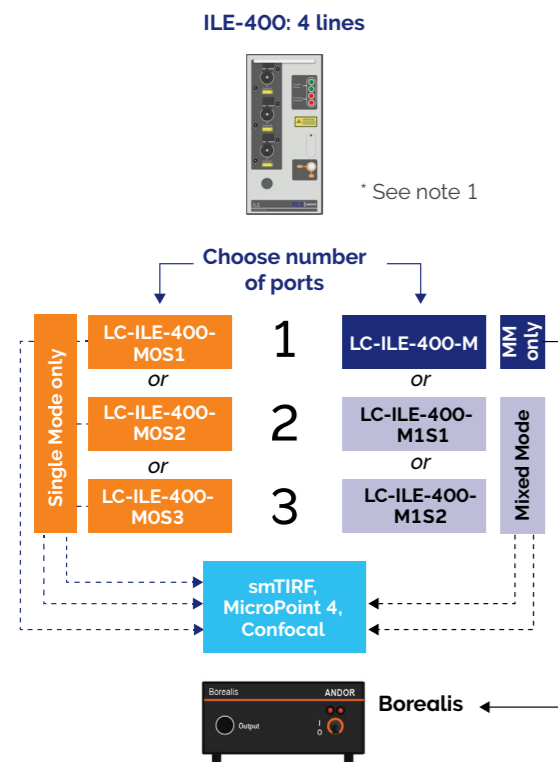 ILE-400: 4 lines
ILE
* See note 1
Choose number
of ports
Single Mode only
LC-ILE-400-
M0S1
1
LC-ILE-400-M
MM
only
or
or
LC-ILE-400-
M0S2
2
LC-ILE-400-
M1S1
Mixed Mode
or
or
LC-ILE-400-
M0S3
3
LC-ILE-400-
M1S2
smTIRF,
MicroPoint 4,
Confocal
Borealis
ANDOR
Output
I
O
Borealis